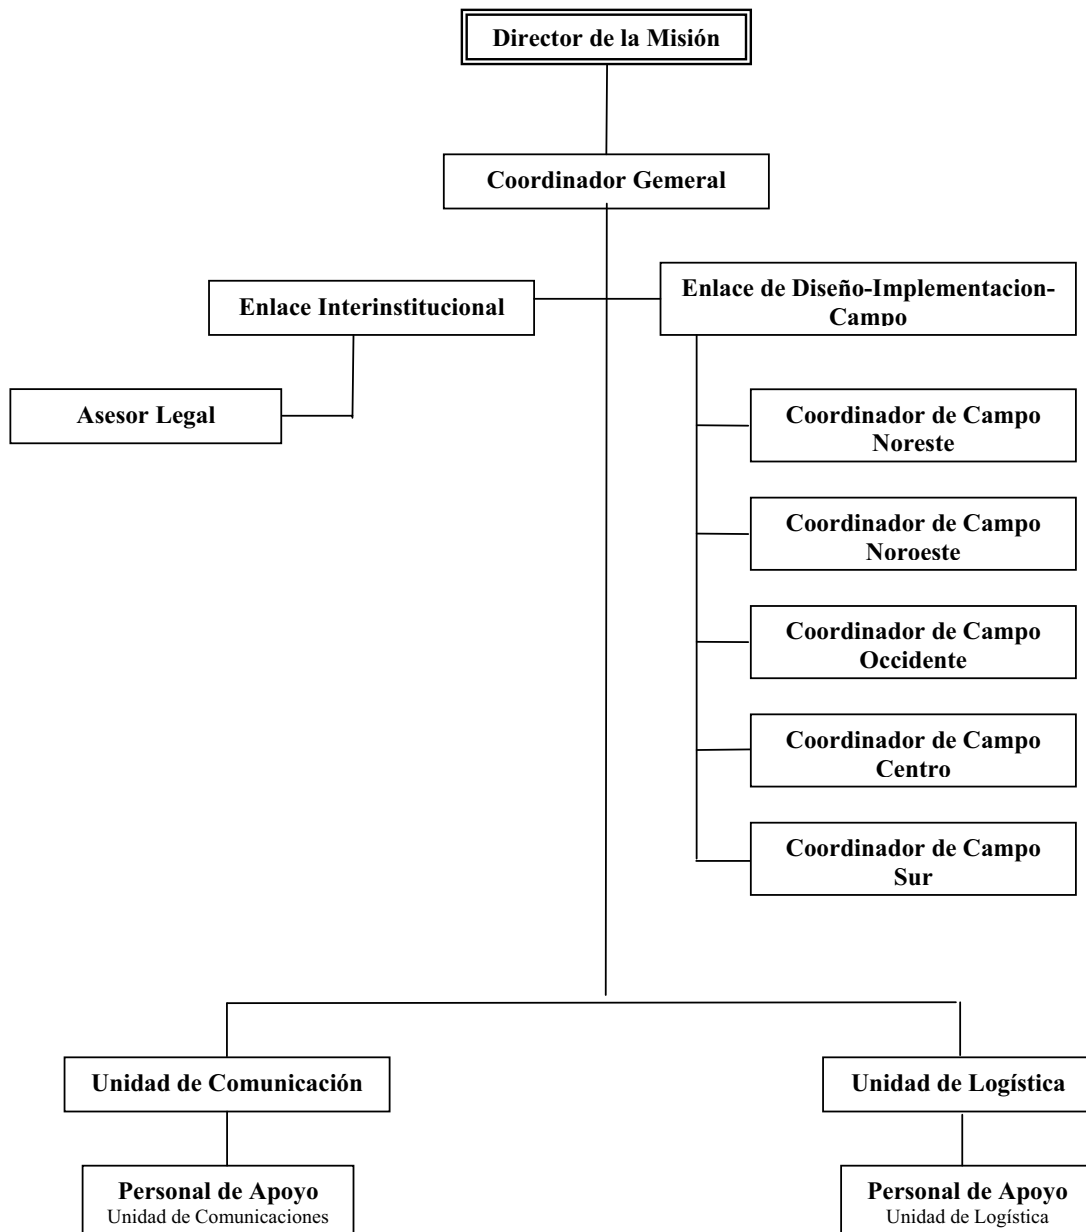 Director de la Misión
Coordinador Gemeral
Enlace Interinstitucional
Enlace de Diseño-Implementacion-
Campo
Asesor Legal
Coordinador de Campo
Noreste
Coordinador de Campo
Noroeste
Coordinador de Campo
Occidente
Coordinador de Campo
Centro
Coordinador de Campo
Sur
Unidad de Comunicación
Unidad de Logística
Personal de Apoyo
Unidad de Comunicaciones
Personal de Apoyo
Unidad de Logística